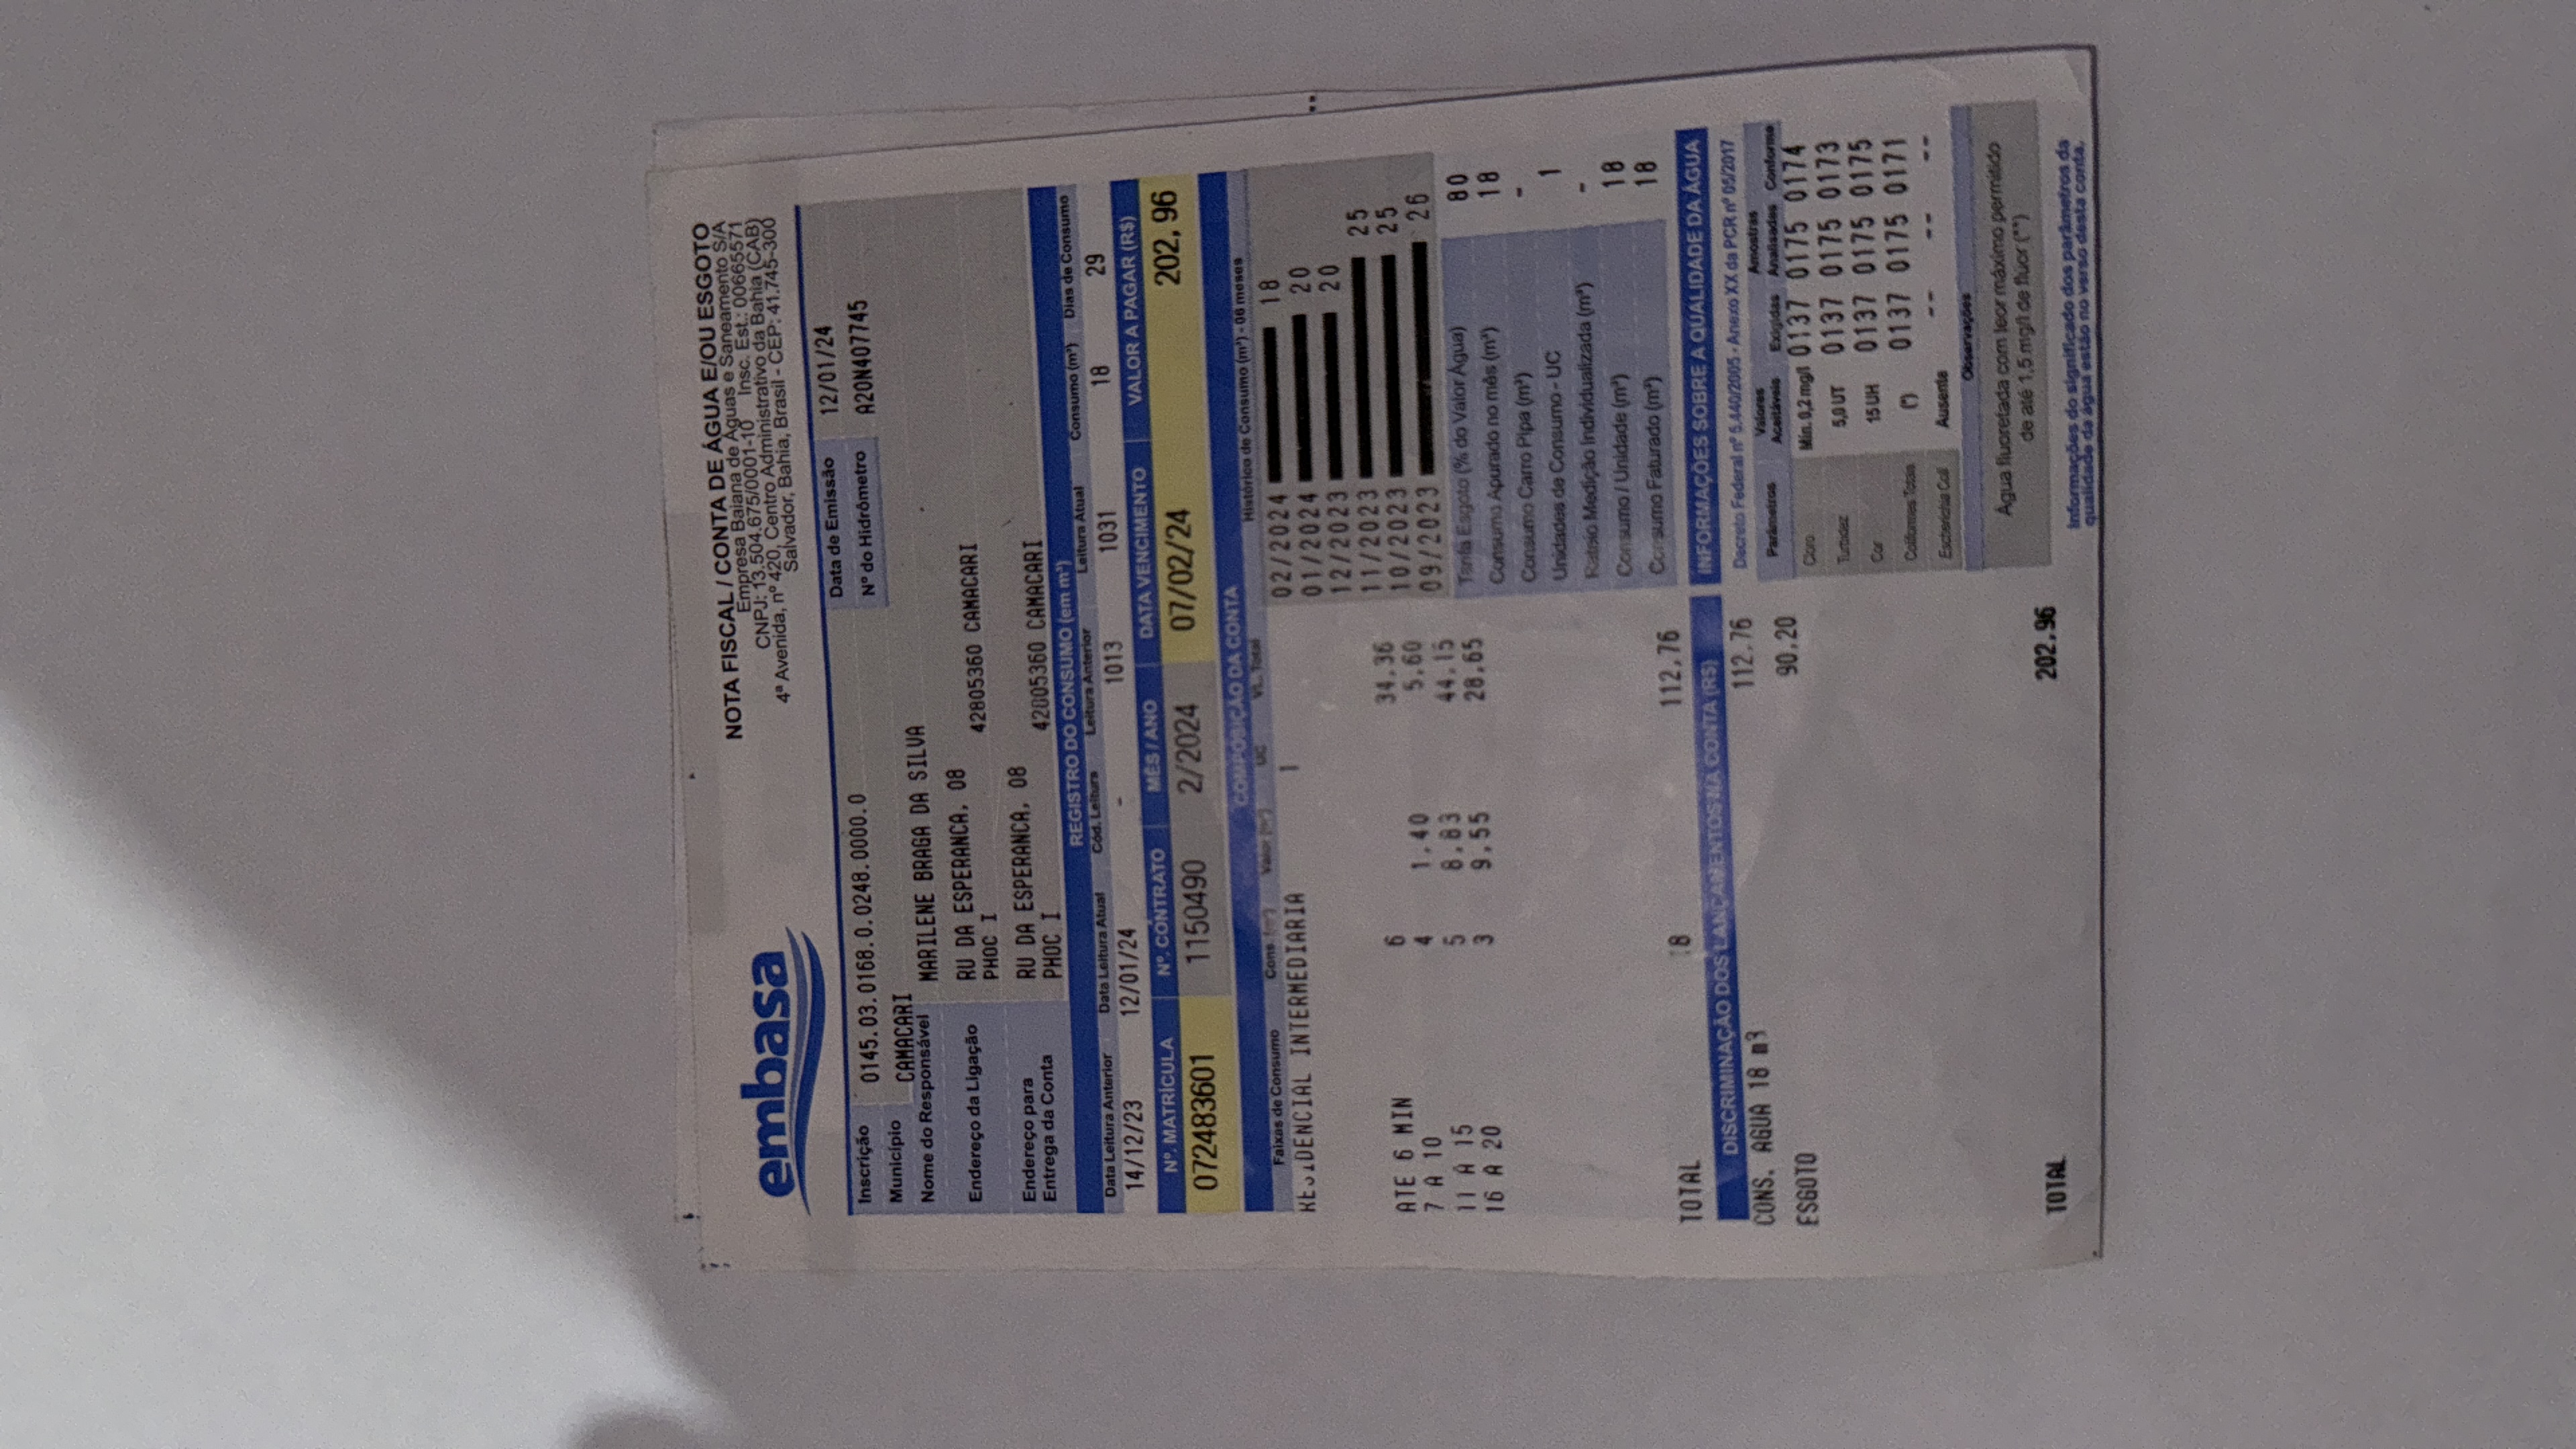 embasa
NOTA FISCAL / CONTA DE ÁGUA E/OU ESGOTO
Empresa Baiana de Águas e Saneamento S/A
CNPJ: 13.504.675/0001-10 Insc. Est.: 00665571
4ª Avenida, nº 420, Centro Administrativo da Bahia (CAB)
Salvador, Bahia, Brasil - CEP: 41.745-300
Data de Emissão 12/01/24
Inscrição 0145.03.0168.0.0248.0000.0
Nº do Hidrômetro A20N407745
Município CAMACARI
Nome do Responsável MARILENE BRAGA DA SILVA
Endereço da Ligação RU DA ESPERANCA, 08
PHOC I 42805360 CAMACARI
Endereço para Entrega da Conta RU DA ESPERANCA, 08
PHOC I 42805360 CAMACARI
REGISTRO DO CONSUMO (em m³)
Data Leitura Anterior Data Leitura Atual Cód. Leitura Leitura Anterior Leitura Atual Consumo (m³) Dias de Consumo
14/12/23 12/01/24 - 1013 1031 18 29
Nº. MATRÍCULA Nº. CONTRATO MÊS / ANO DATA VENCIMENTO VALOR A PAGAR (R$)
072483601 1150490 2/2024 07/02/24 202,96
COMPOSIÇÃO DA CONTA
Faixas de Consumo Cons. (m³) Valor (m³) UC VL. Total
RESIDENCIAL INTERMEDIARIA 1
ATE 6 MIN 6 34.36
7 A 10 4 1.40 5.60
11 A 15 5 8.83 44.15
16 A 20 3 9.55 28.65
TOTAL 18 112.76
Histórico de Consumo (m³) - 06 meses
02/2024 18
01/2024 20
12/2023 20
11/2023 25
10/2023 25
09/2023 26
Tarifa Esgoto (% do Valor Água) 80
Consumo Apurado no mês (m³) 18
Consumo Carro Pipa (m³) -
Unidades de Consumo - UC 1
Rateio Medição Individualizada (m³) -
Consumo / Unidade (m³) 18
Consumo Faturado (m³) 18
DISCRIMINAÇÃO DOS LANÇAMENTOS NA CONTA (R$)
CONS. AGUA 18 m3 112.76
ESGOTO 90.20
TOTAL 202.96
INFORMAÇÕES SOBRE A QUALIDADE DA ÁGUA
Decreto Federal nº 5.440/2005 - Anexo XX da PCR nº 05/2017
Parâmetros Valores Aceitáveis Amostras Exigidas Analisadas Conforme
Cloro Min. 0,2 mg/l 0137 0175 0174
Turbidez 5,0 UT 0137 0175 0173
Cor 15 UH 0137 0175 0175
Coliformes Totais (*) 0137 0175 0171
Escherichia Coli Ausente -- -- --
Observações
Água fluoretada com teor máximo permitido
de até 1,5 mg/l de flúor (**)
Informações do significado dos parâmetros da
qualidade da água estão no verso desta conta.